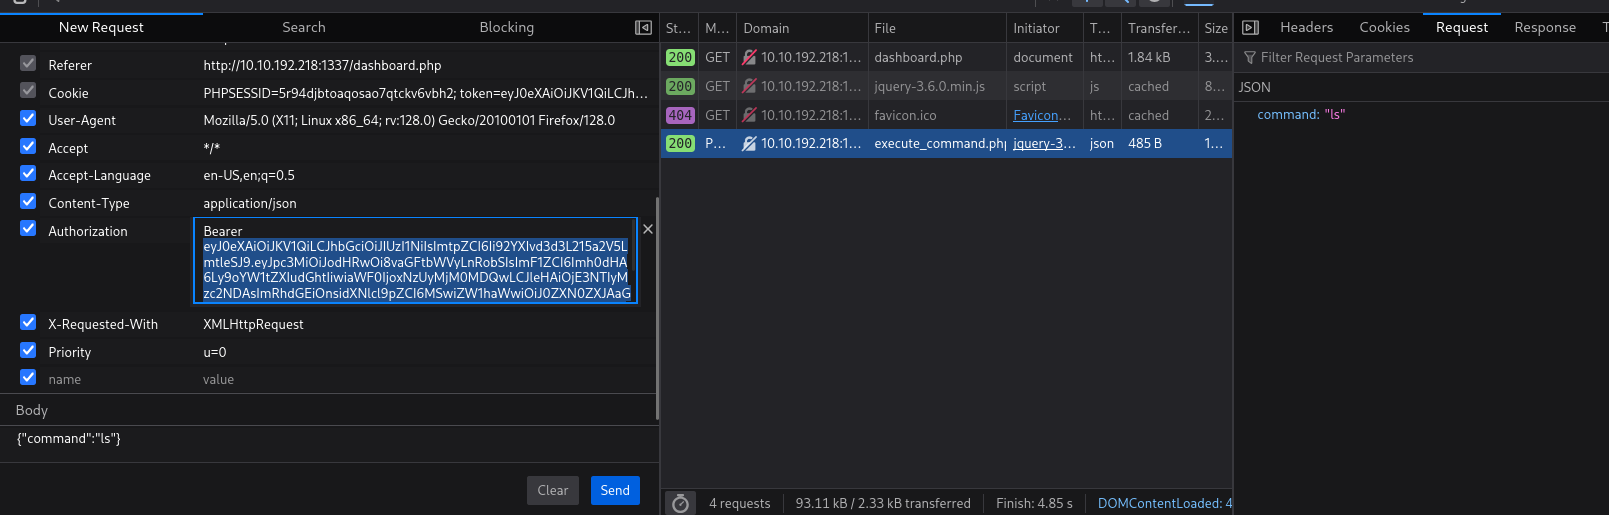 New Request
Search
Blocking
Referer
http://10.10.192.218:1337/dashboard.php
Cookie
PHPSESSID=5r94djbtoaqosao7qtckv6vbh2; token=eyJ0eXAiOiJKV1QiLCJh...
User-Agent
Mozilla/5.0 (X11; Linux x86_64; rv:128.0) Gecko/20100101 Firefox/128.0
Accept
*/*
Accept-Language
en-US,en;q=0.5
Content-Type
application/json
Authorization
Bearer
eyJ0eXAiOiJKV1QiLCJhbGciOiJIUzI1NiIsImtpZCI6Ii92YXIvd3d3L215a2V5L
mtleSJ9.eyJpc3MiOiJodHRwOi8vaGFtbWVyLnRobSIsImF1ZCI6Imh0dHA
6Ly9oYW1tZXIudGhtIiwiaWF0IjoxNzUyMjM0MDQwLCJleHAiOjE3NTIyM
zc2NDAsImRhdGEiOnsidXNlcl9pZCI6MSwiZW1haWwiOiJ0ZXN0ZXJAaG
X-Requested-With
XMLHttpRequest
Priority
u=0
name
value
Body
{"command":"ls"}
Clear
Send
St... M... Domain File Initiator T... Transfer... Size
200 GET 10.10.192.218:1... dashboard.php document ht... 1.84 kB 3....
200 GET 10.10.192.218:1... jquery-3.6.0.min.js script js cached 8...
404 GET 10.10.192.218:1... favicon.ico Favicon... ht... cached 2...
200 P... 10.10.192.218:1... execute_command.php jquery-3... json 485 B 1...
4 requests 93.11 kB / 2.33 kB transferred Finish: 4.85 s DOMContentLoaded: 4
Headers
Cookies
Request
Response
T
Filter Request Parameters
JSON
command: "ls"